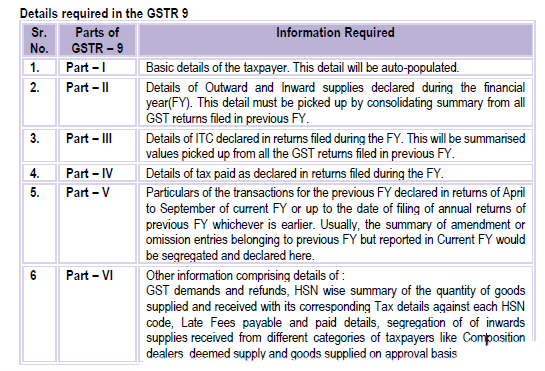 Details required in the GSTR 9
Sr. No. Parts of GSTR – 9 Information Required
1. Part – I Basic details of the taxpayer. This detail will be auto-populated.
2. Part – II Details of Outward and Inward supplies declared during the financial
year(FY). This detail must be picked up by consolidating summary from all
GST returns filed in previous FY.
3. Part – III Details of ITC declared in returns filed during the FY. This will be summarised
values picked up from all the GST returns filed in previous FY.
4. Part – IV Details of tax paid as declared in returns filed during the FY.
5. Part – V Particulars of the transactions for the previous FY declared in returns of April
to September of current FY or up to the date of filing of annual returns of
previous FY whichever is earlier. Usually, the summary of amendment or
omission entries belonging to previous FY but reported in Current FY would
be segregated and declared here.
6 Part – VI Other information comprising details of :
GST demands and refunds, HSN wise summary of the quantity of goods
supplied and received with its corresponding Tax details against each HSN
code, Late Fees payable and paid details, segregation of of inwards
supplies received from different categories of taxpayers like Composition
dealers deemed supply and goods supplied on approval basis